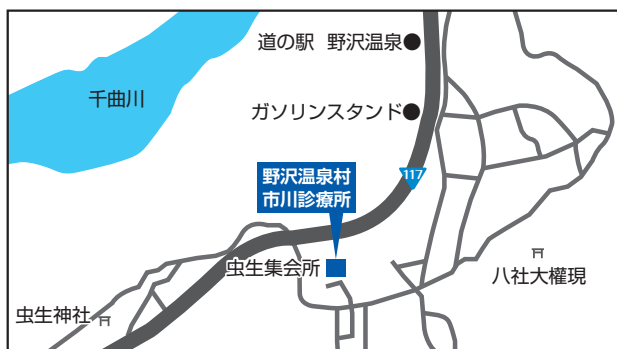 道の駅 野沢温泉
千曲川
ガソリンスタンド
野沢温泉村
市川診療所
117
虫生集会所
八社大權現
虫生神社